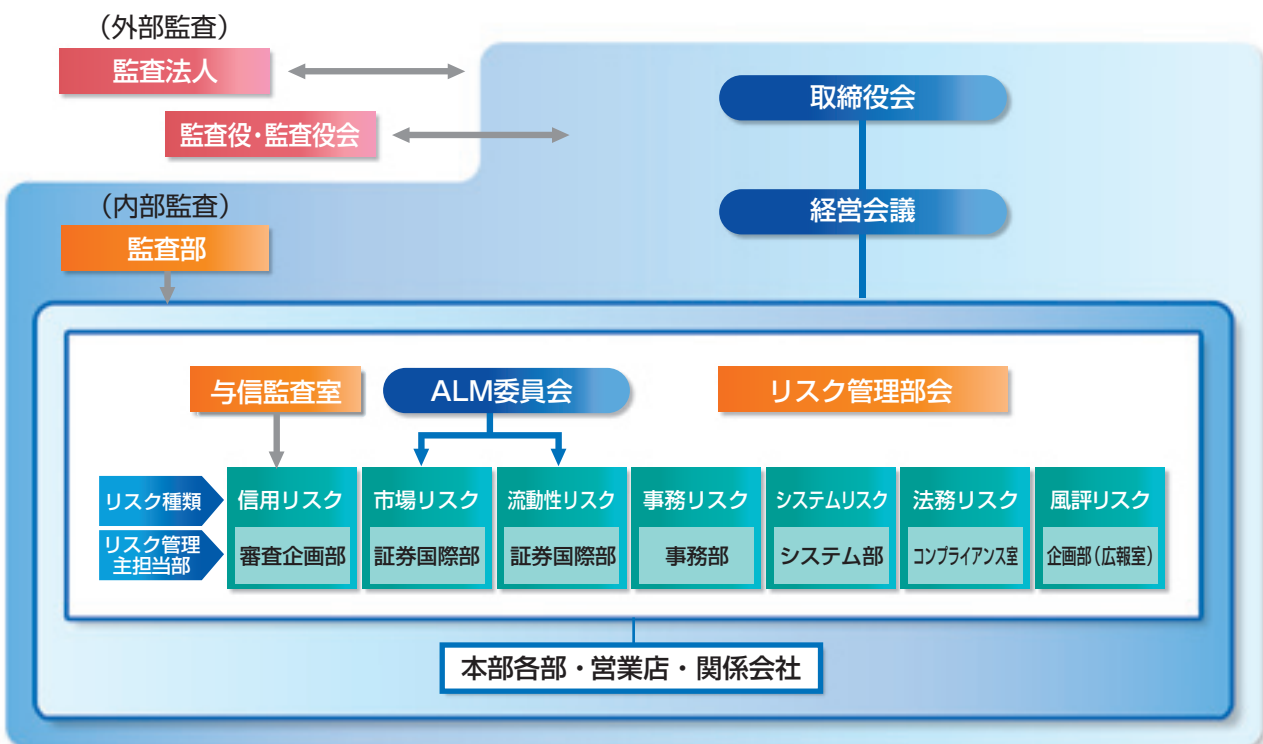 （外部監査）
監査法人
監査役・監査役会
取締役会
経営会議
（内部監査）
監査部
与信監査室
ALM委員会
リスク管理部会
リスク種類
信用リスク
市場リスク
流動性リスク
事務リスク
システムリスク
法務リスク
風評リスク
リスク管理
主担当部
審査企画部
証券国際部
証券国際部
事務部
システム部
コンプライアンス室
企画部（広報室）
本部各部・営業店・関係会社